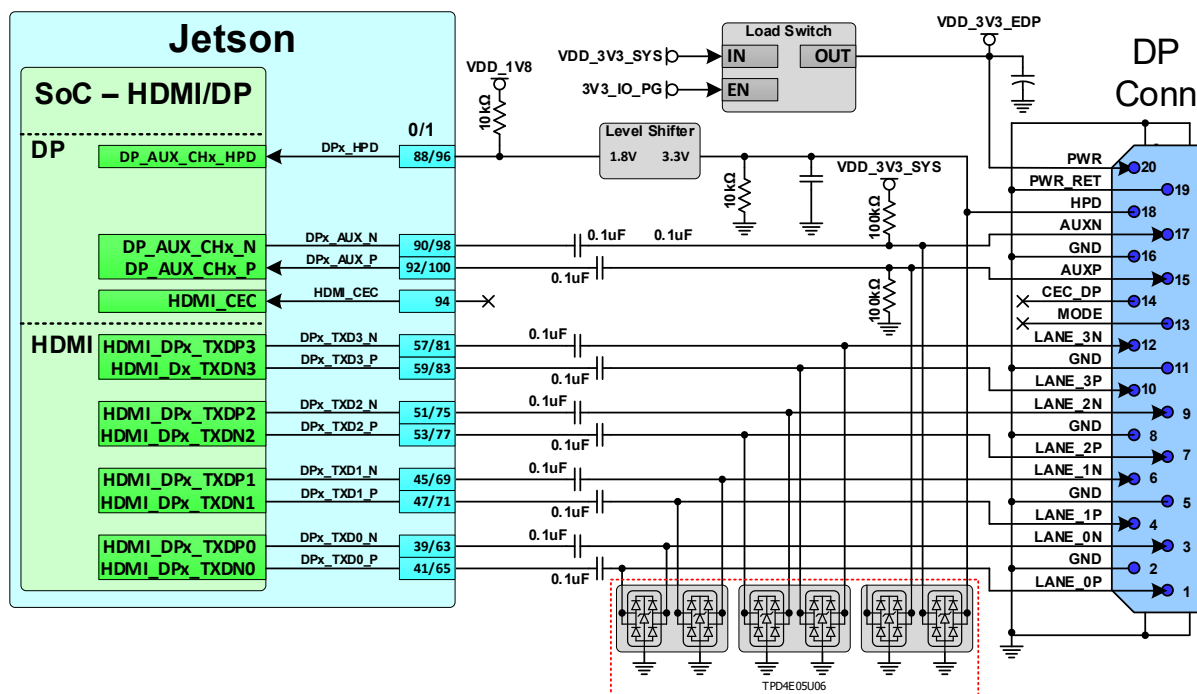 Jetson
SoC – HDMI/DP
DP
DP_AUX_CHx_HPD
DP_AUX_CHx_N
DP_AUX_CHx_P
HDMI_CEC
HDMI
HDMI_DPx_TXDP3
HDMI_Dx_TXDN3
HDMI_DPx_TXDP2
HDMI_DPx_TXDN2
HDMI_DPx_TXDP1
HDMI_DPx_TXDN1
HDMI_DPx_TXDP0
HDMI_DPx_TXDN0
DPx_HPD
DPx_AUX_N
DPx_AUX_P
HDMI_CEC
DPx_TXD3_N
DPx_TXD3_P
DPx_TXD2_N
DPx_TXD2_P
DPx_TXD1_N
DPx_TXD1_P
DPx_TXD0_N
DPx_TXD0_P
0/1
88/96
90/98
92/100
94
57/81
59/83
51/75
53/77
45/69
47/71
39/63
41/65
VDD_1V8
10kΩ
VDD_3V3_SYS
3V3_IO_PG
Load Switch
IN
OUT
EN
VDD_3V3_EDP
Level Shifter
1.8V 3.3V
10kΩ
VDD_3V3_SYS
100kΩ
0.1uF 0.1uF
0.1uF
100kΩ
0.1uF
0.1uF
0.1uF
0.1uF
0.1uF
0.1uF
0.1uF
0.1uF
TPD4E05U06
DP
Conn
PWR 20
PWR_RET 19
HPD 18
AUXN 17
GND 16
AUXP 15
CEC_DP 14
MODE 13
LANE_3N 12
GND 11
LANE_3P 10
LANE_2N 9
GND 8
LANE_2P 7
LANE_1N 6
GND 5
LANE_1P 4
LANE_0N 3
GND 2
LANE_0P 1